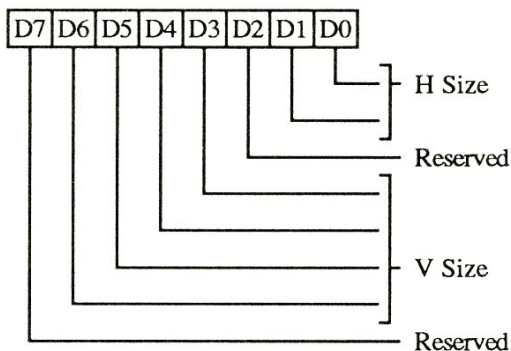 D7 D6 D5 D4 D3 D2 D1 D0
H Size
Reserved
V Size
Reserved